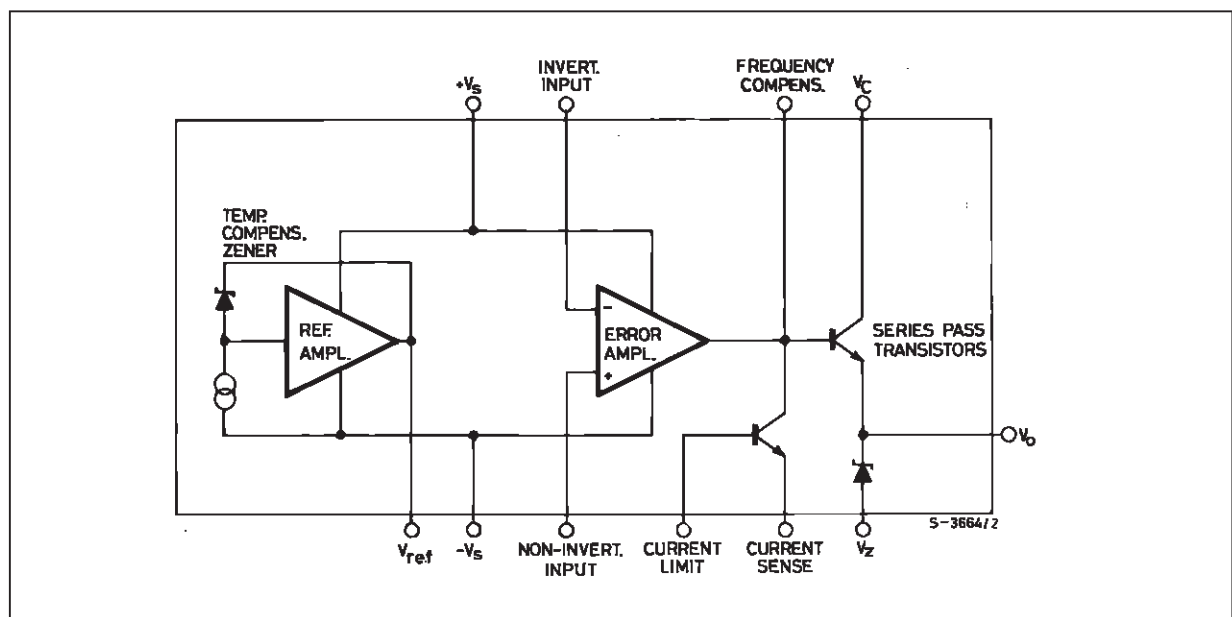 +Vs
INVERT.
INPUT
FREQUENCY
COMPENS.
VC
TEMP.
COMPENS.
ZENER
REF.
AMPL.
-
ERROR
AMPL.
+
SERIES PASS
TRANSISTORS
Vo
S-3664/2
Vref
-Vs
NON-INVERT.
INPUT
CURRENT
LIMIT
CURRENT
SENSE
Vz